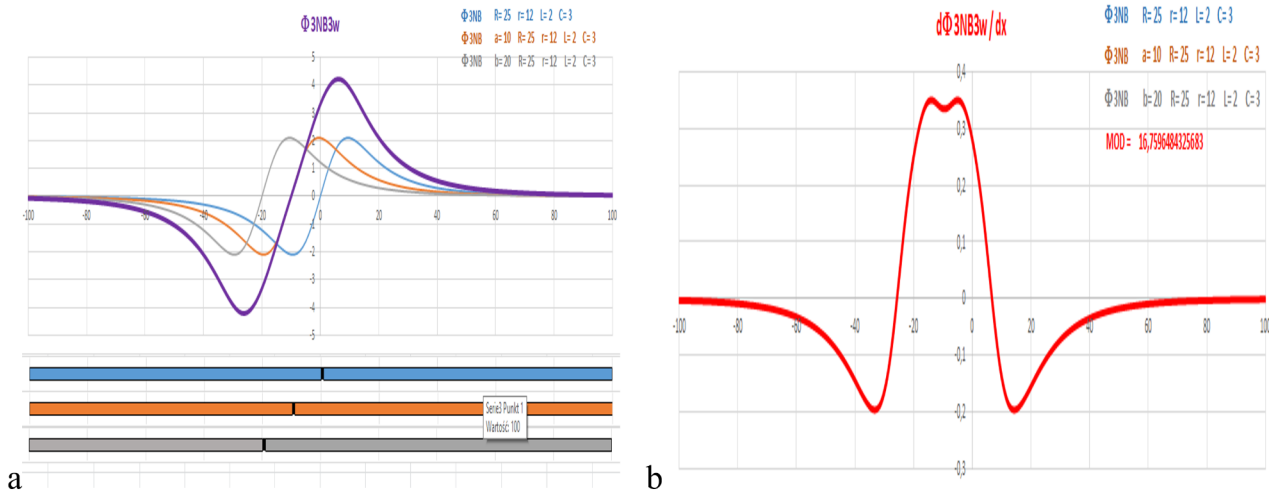 Φ3NB3w
Φ3NB R=25 r=12 L=2 C=3
Φ3NB a=10 R=25 r=12 L=2 C=3
Φ3NB b=20 R=25 r=12 L=2 C=3
5
4
3
2
1
0
-100 -80 -60 -40 -20 0 20 40 60 80 100
-1
-2
-3
-4
-5
Serie3 Punkt 1
Wartość: 100
a
dΦ3NB3w/dx
Φ3NB R=25 r=12 L=2 C=3
Φ3NB a=10 R=25 r=12 L=2 C=3
Φ3NB b=20 R=25 r=12 L=2 C=3
MOD = 16,7596484325683
0,4
0,3
0,2
0,1
0
-100 -80 -60 -40 -20 0 20 40 60 80 100
-0,1
-0,2
-0,3
b